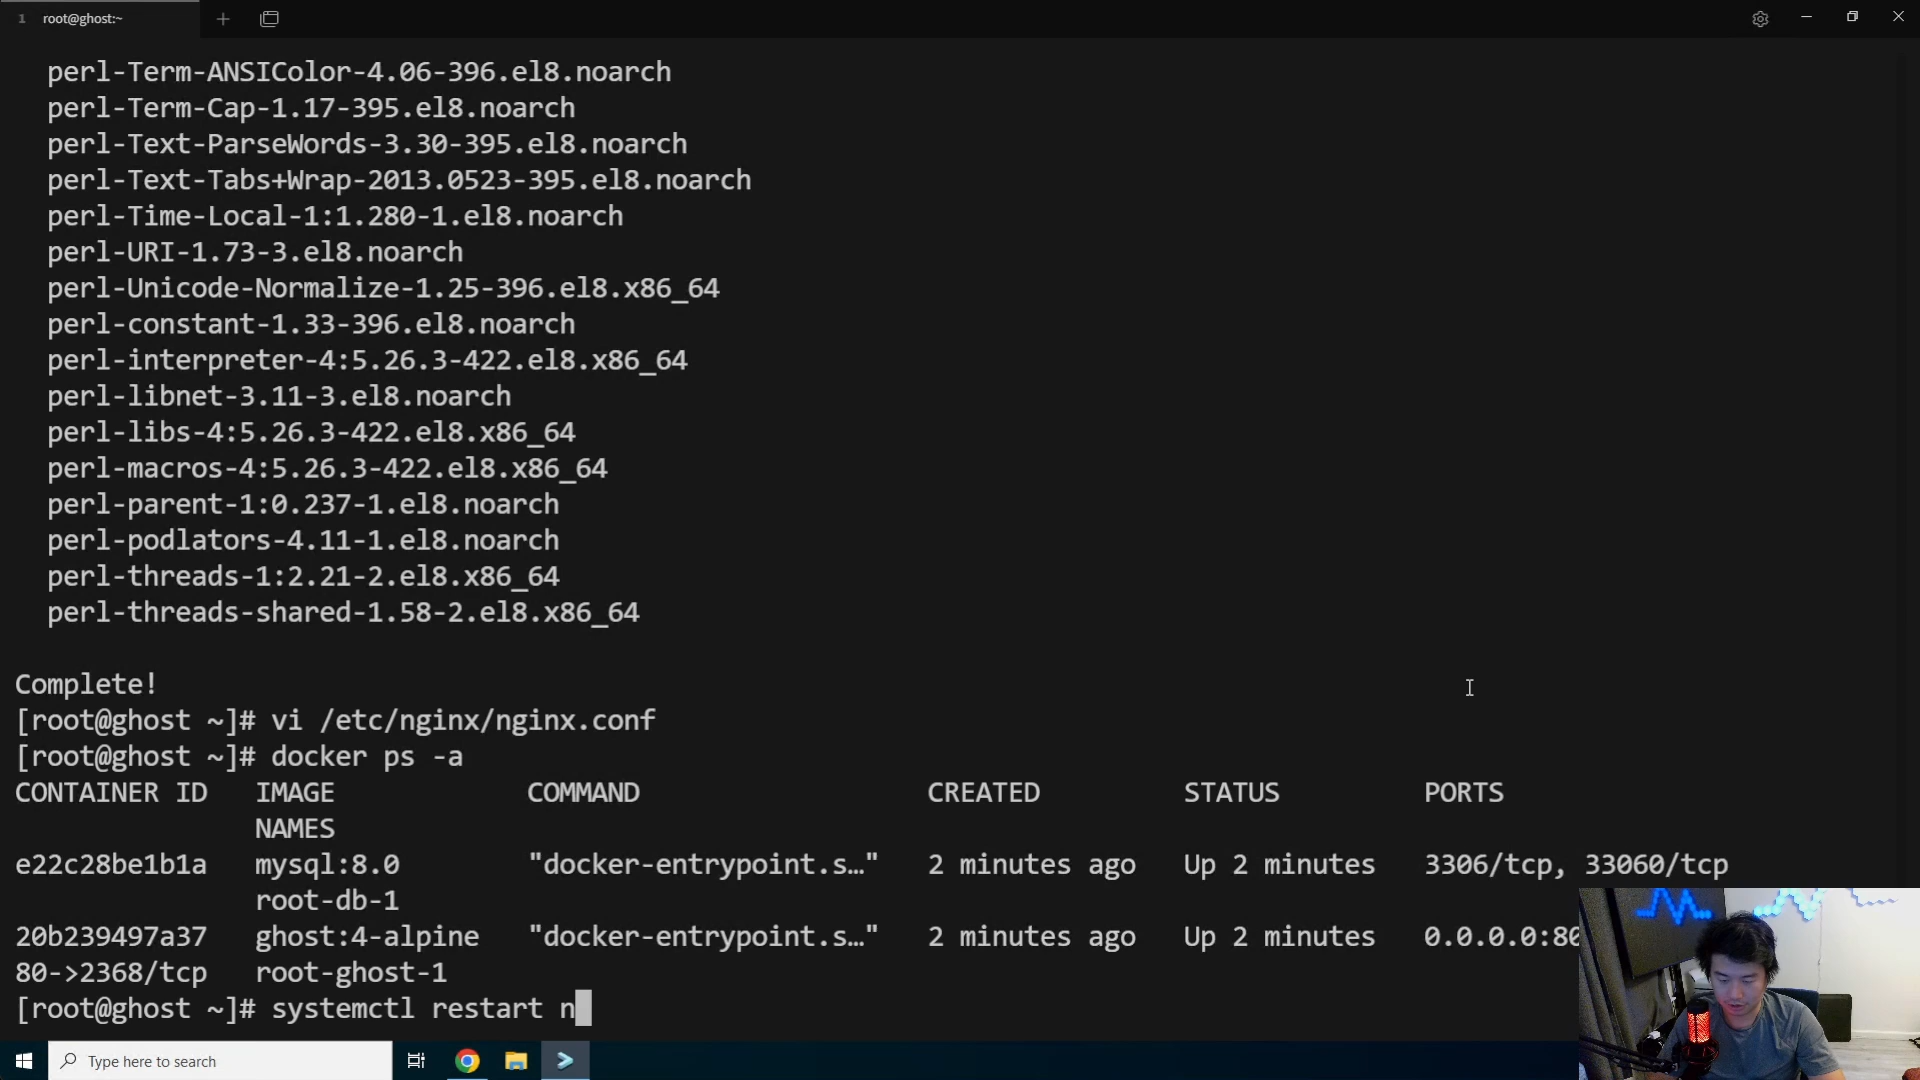 1 root@ghost:~
perl-Term-ANSIColor-4.06-396.el8.noarch
perl-Term-Cap-1.17-395.el8.noarch
perl-Text-ParseWords-3.30-395.el8.noarch
perl-Text-Tabs+Wrap-2013.0523-395.el8.noarch
perl-Time-Local-1:1.280-1.el8.noarch
perl-URI-1.73-3.el8.noarch
perl-Unicode-Normalize-1.25-396.el8.x86_64
perl-constant-1.33-396.el8.noarch
perl-interpreter-4:5.26.3-422.el8.x86_64
perl-libnet-3.11-3.el8.noarch
perl-libs-4:5.26.3-422.el8.x86_64
perl-macros-4:5.26.3-422.el8.x86_64
perl-parent-1:0.237-1.el8.noarch
perl-podlators-4.11-1.el8.noarch
perl-threads-1:2.21-2.el8.x86_64
perl-threads-shared-1.58-2.el8.x86_64
Complete!
[root@ghost ~]# vi /etc/nginx/nginx.conf
[root@ghost ~]# docker ps -a
CONTAINER ID IMAGE COMMAND CREATED STATUS PORTS
NAMES
e22c28be1b1a mysql:8.0 "docker-entrypoint.s…" 2 minutes ago Up 2 minutes 3306/tcp, 33060/tcp
root-db-1
20b239497a37 ghost:4-alpine "docker-entrypoint.s…" 2 minutes ago Up 2 minutes 0.0.0.0:80
80->2368/tcp root-ghost-1
[root@ghost ~]# systemctl restart n
Type here to search